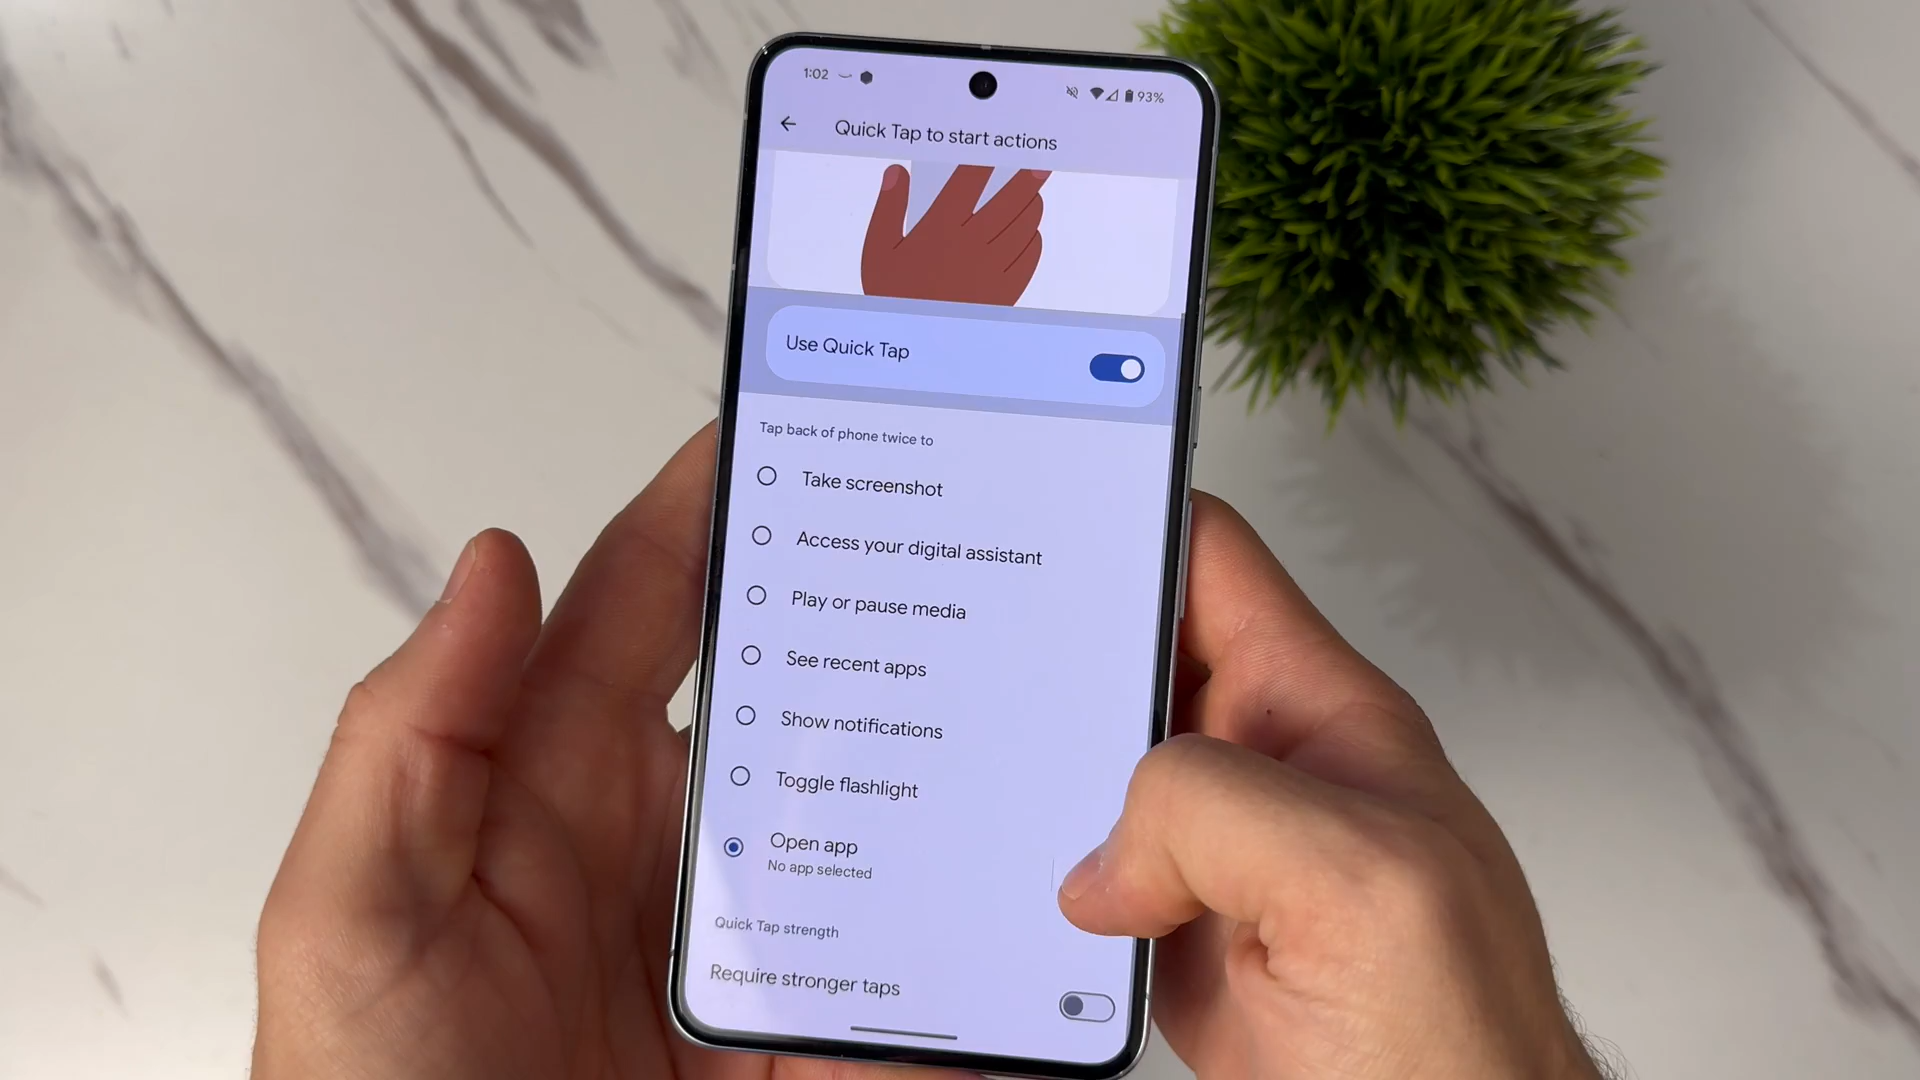 1:02 93%
Quick Tap to start actions
Use Quick Tap
Tap back of phone twice to
Take screenshot
Access your digital assistant
Play or pause media
See recent apps
Show notifications
Toggle flashlight
Open app
No app selected
Quick Tap strength
Require stronger taps